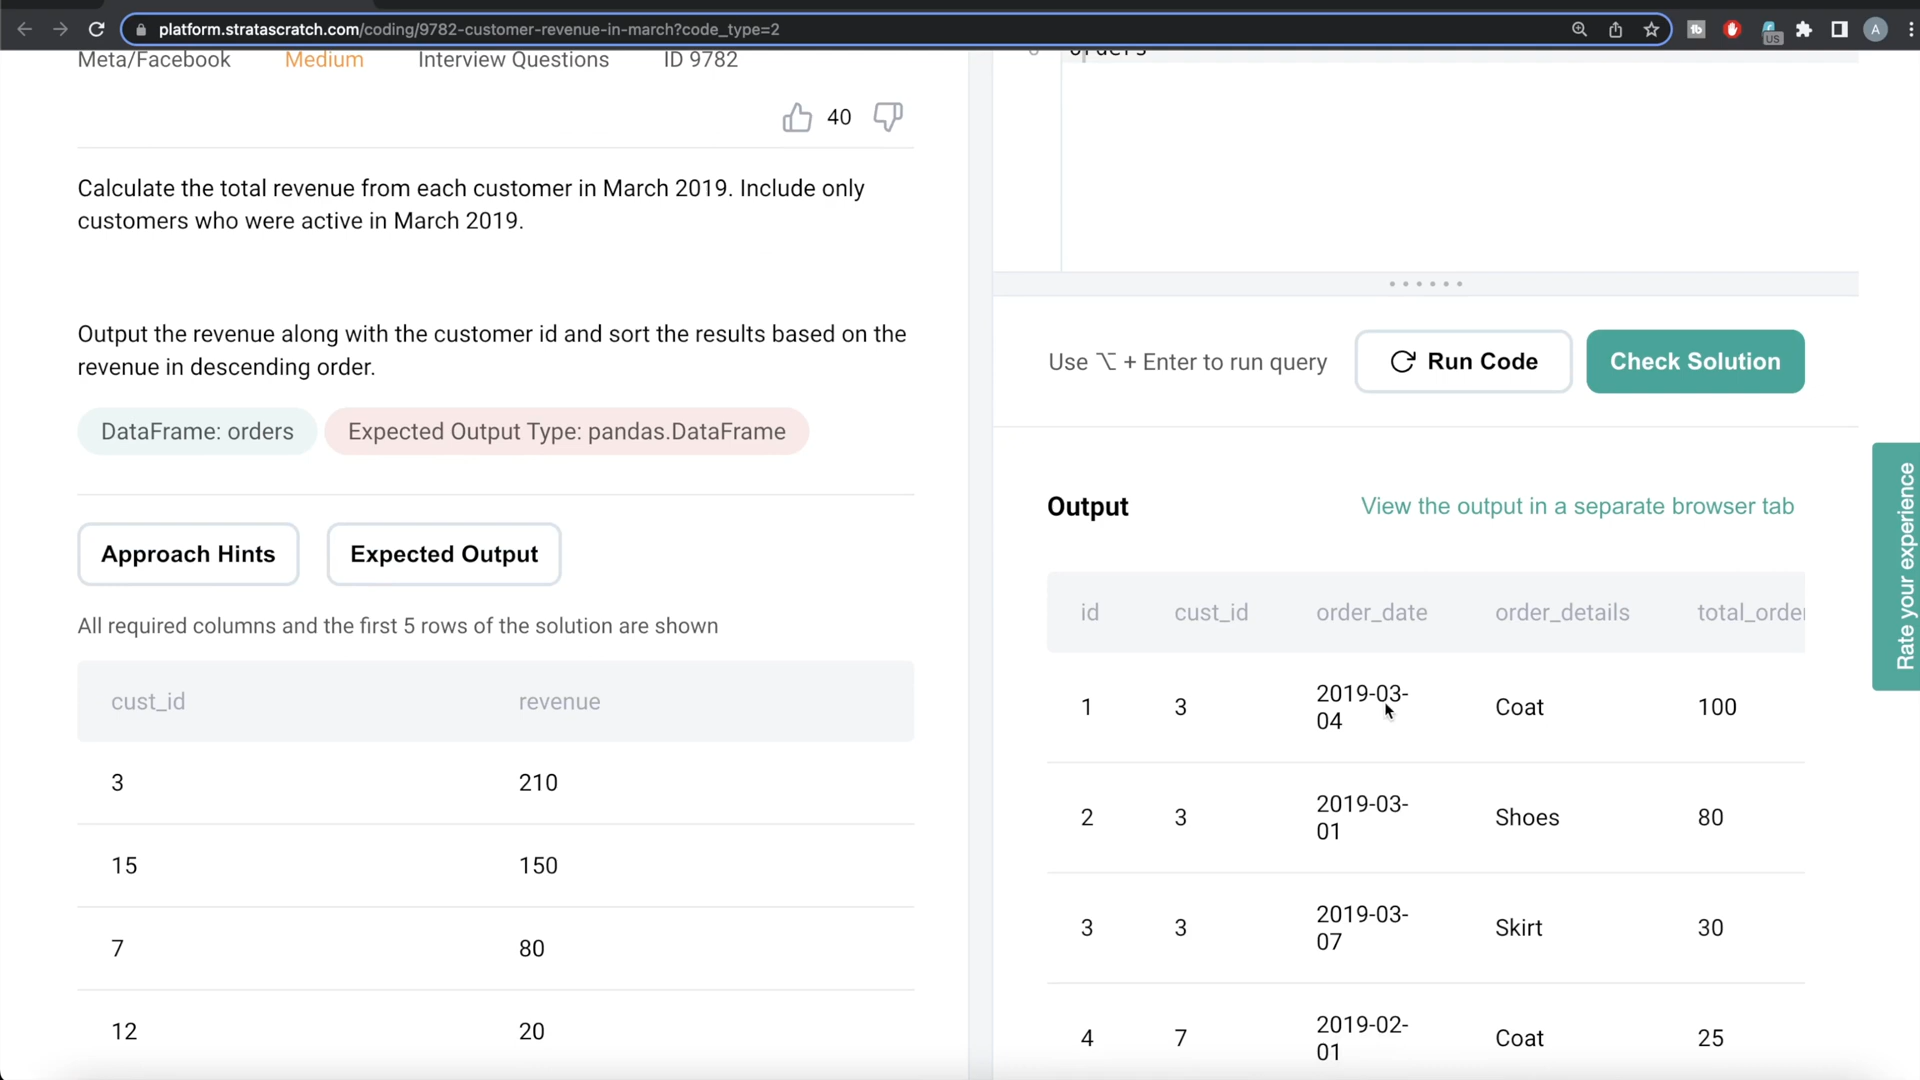 platform.stratascratch.com/coding/9782-customer-revenue-in-march?code_type=2
US
A
Meta/Facebook Medium Interview Questions ID 9782
40
Calculate the total revenue from each customer in March 2019. Include only
customers who were active in March 2019.
Output the revenue along with the customer id and sort the results based on the
revenue in descending order.
DataFrame: orders Expected Output Type: pandas.DataFrame
Approach Hints Expected Output
All required columns and the first 5 rows of the solution are shown
cust_id revenue
3 210
15 150
7 80
12 20
orders
Use ⌥ + Enter to run query Run Code Check Solution
Output View the output in a separate browser tab
id cust_id order_date order_details total_order
1 3 2019-03-04 Coat 100
2 3 2019-03-01 Shoes 80
3 3 2019-03-07 Skirt 30
4 7 2019-02-01 Coat 25
Rate your experience